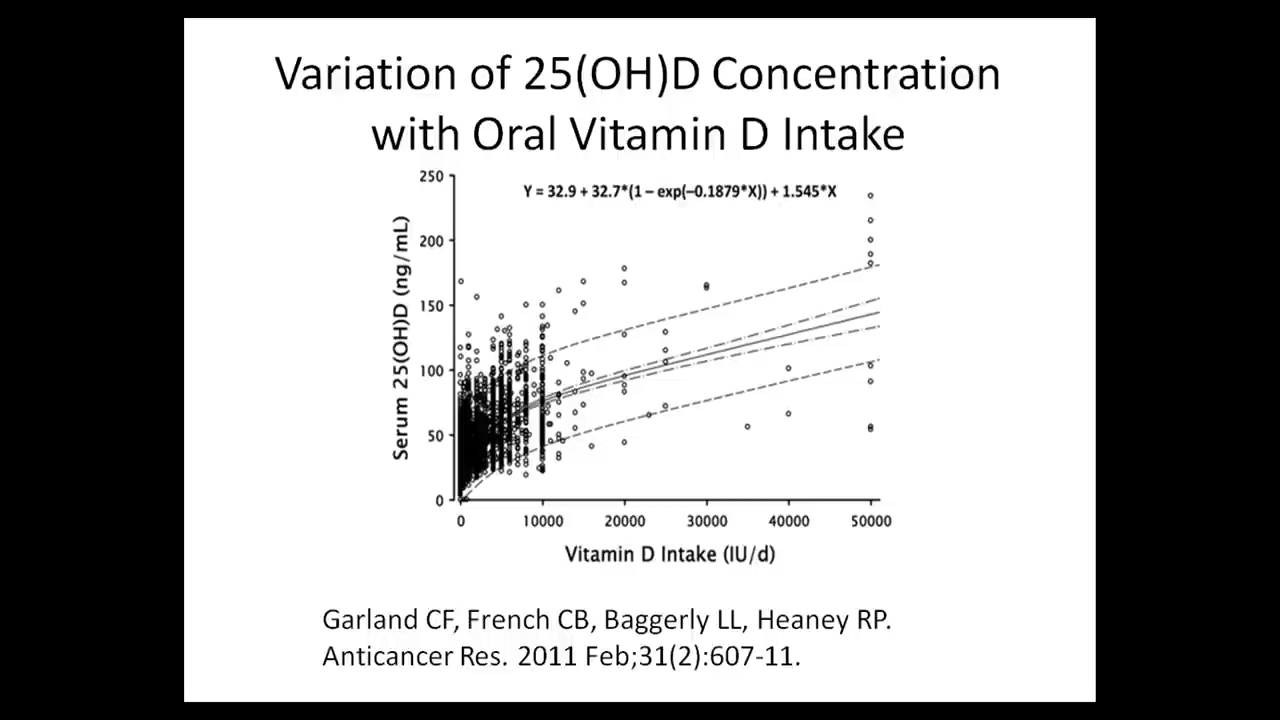 Variation of 25(OH)D Concentration
with Oral Vitamin D Intake
250
Y = 32.9 + 32.7*(1 − exp(−0.1879*X)) + 1.545*X
200
150
100
50
0
Serum 25(OH)D (ng/mL)
0 10000 20000 30000 40000 50000
Vitamin D Intake (IU/d)
Garland CF, French CB, Baggerly LL, Heaney RP.
Anticancer Res. 2011 Feb;31(2):607-11.